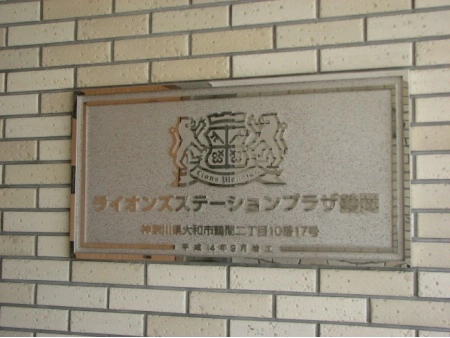 Lions Mansion
ライオンズステーションプラザ鶴間
神奈川県大和市鶴間二丁目10番17号
平成14年9月竣工